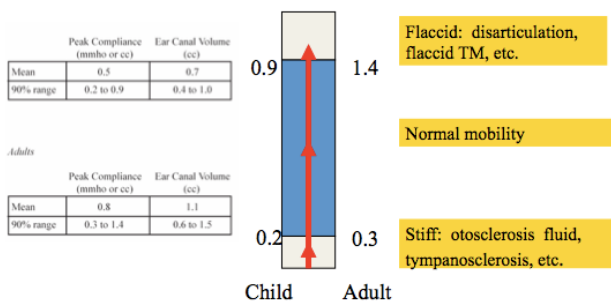 Peak Compliance Ear Canal Volume
(mmho or cc) (cc)
Mean 0.5 0.7
90% range 0.2 to 0.9 0.4 to 1.0
Adults
Peak Compliance Ear Canal Volume
(mmho or cc) (cc)
Mean 0.8 1.1
90% range 0.3 to 1.4 0.6 to 1.5
0.9 1.4
0.2 0.3
Child Adult
Flaccid: disarticulation,
flaccid TM, etc.
Normal mobility
Stiff: otosclerosis fluid,
tympanosclerosis, etc.